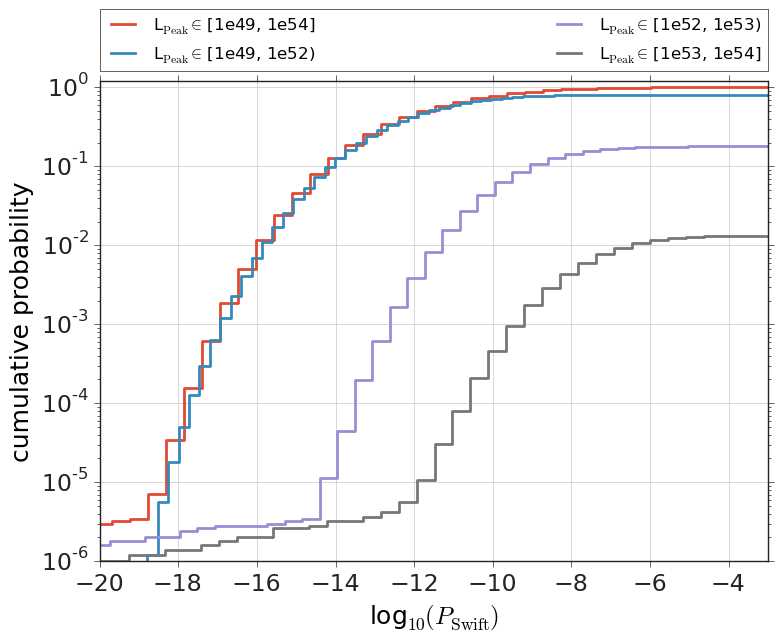 L_Peak ∈ [1e49, 1e54]
L_Peak ∈ [1e49, 1e52)
L_Peak ∈ [1e52, 1e53)
L_Peak ∈ [1e53, 1e54]
cumulative probability
10^0
10^-1
10^-2
10^-3
10^-4
10^-5
10^-6
−20 −18 −16 −14 −12 −10 −8 −6 −4
log_10(P_Swift)